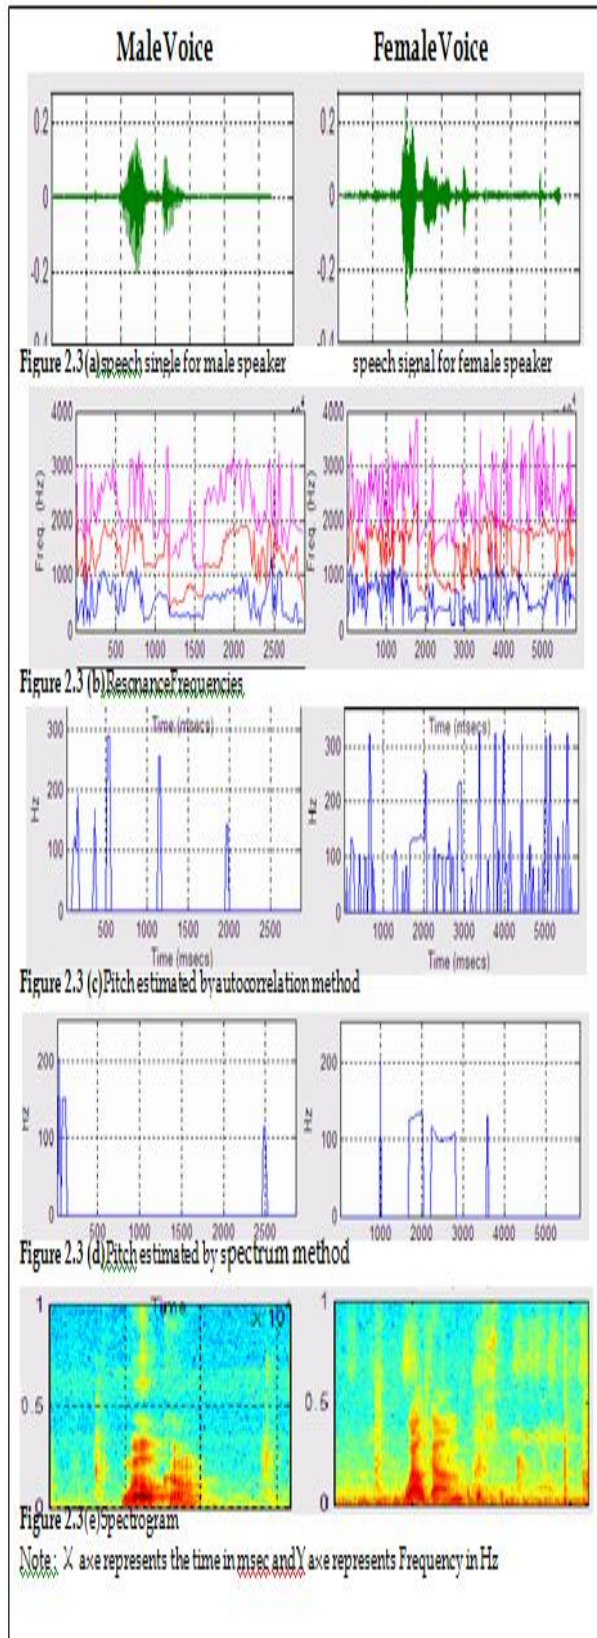 MaleVoice FemaleVoice
0.2 0.2
0 0
-0.2 -0.2
-0.4
Figure 2.3(a)speech single for male speaker speech signal for female speaker
4000 4000
3000 3000
2000 2000
1000 1000
0 0
Freq. (Hz) Freq. (Hz)
500 1000 1500 2000 2500 1000 2000 3000 4000 5000
Figure 2.3 (b)ResonanceFrequencies
Time (msecs) Time (msecs)
300 300
200 200
100 100
0 0
Hz Hz
500 1000 1500 2000 2500 1000 2000 3000 4000 5000
Time (msecs) Time (msecs)
Figure 2.3 (c)Pitch estimated by autocorrelation method
200 200
100 100
0 0
Hz Hz
500 1000 1500 2000 2500 1000 2000 3000 4000 5000
Figure 2.3 (d)Pitch estimated by spectrum method
Time
1 1
0.5 0.5
0 0
Figure 2.3(e)Spectrogram
Note: X axe represents the time in msec and Y axe represents Frequency in Hz